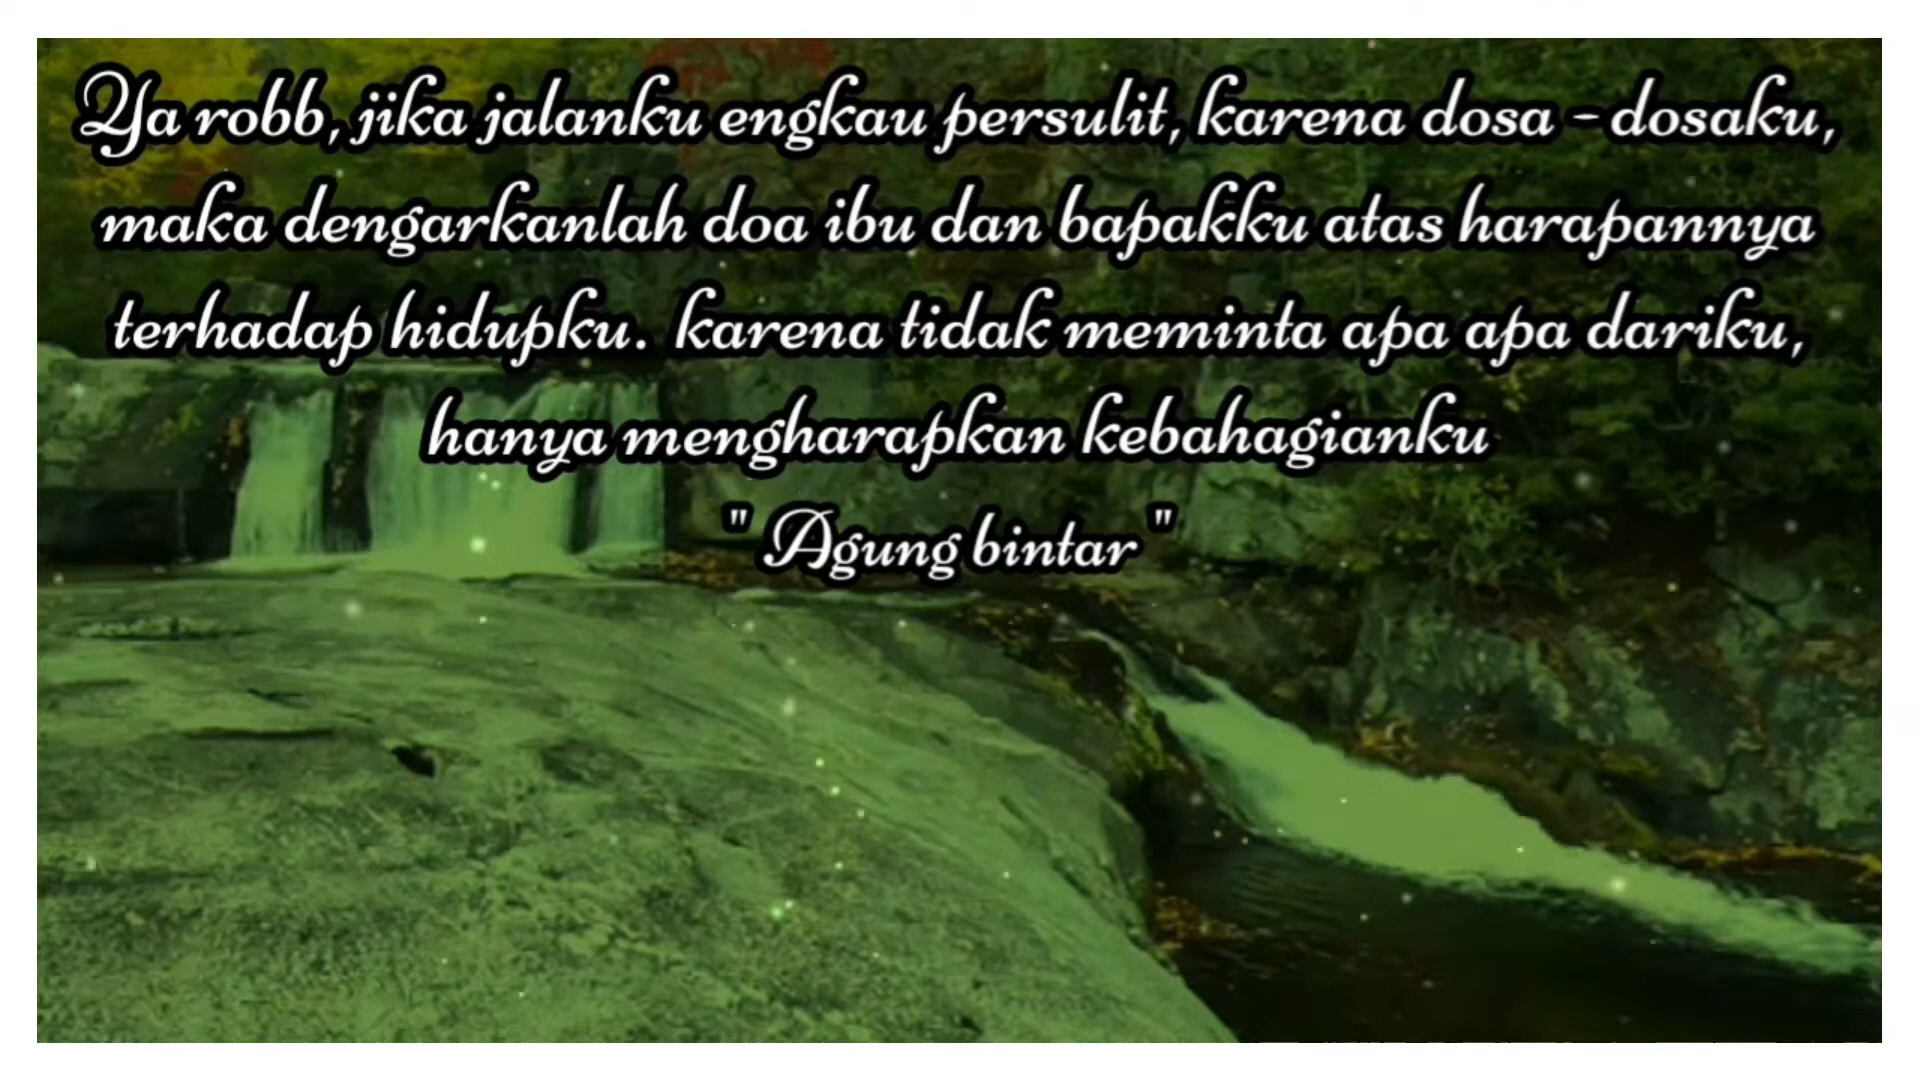 Ya robb, jika jalanku engkau persulit, karena dosa - dosaku,
maka dengarkanlah doa ibu dan bapakku atas harapannya
terhadap hidupku. karena tidak meminta apa apa dariku,
hanya mengharapkan kebahagianku
" Agung bintar "